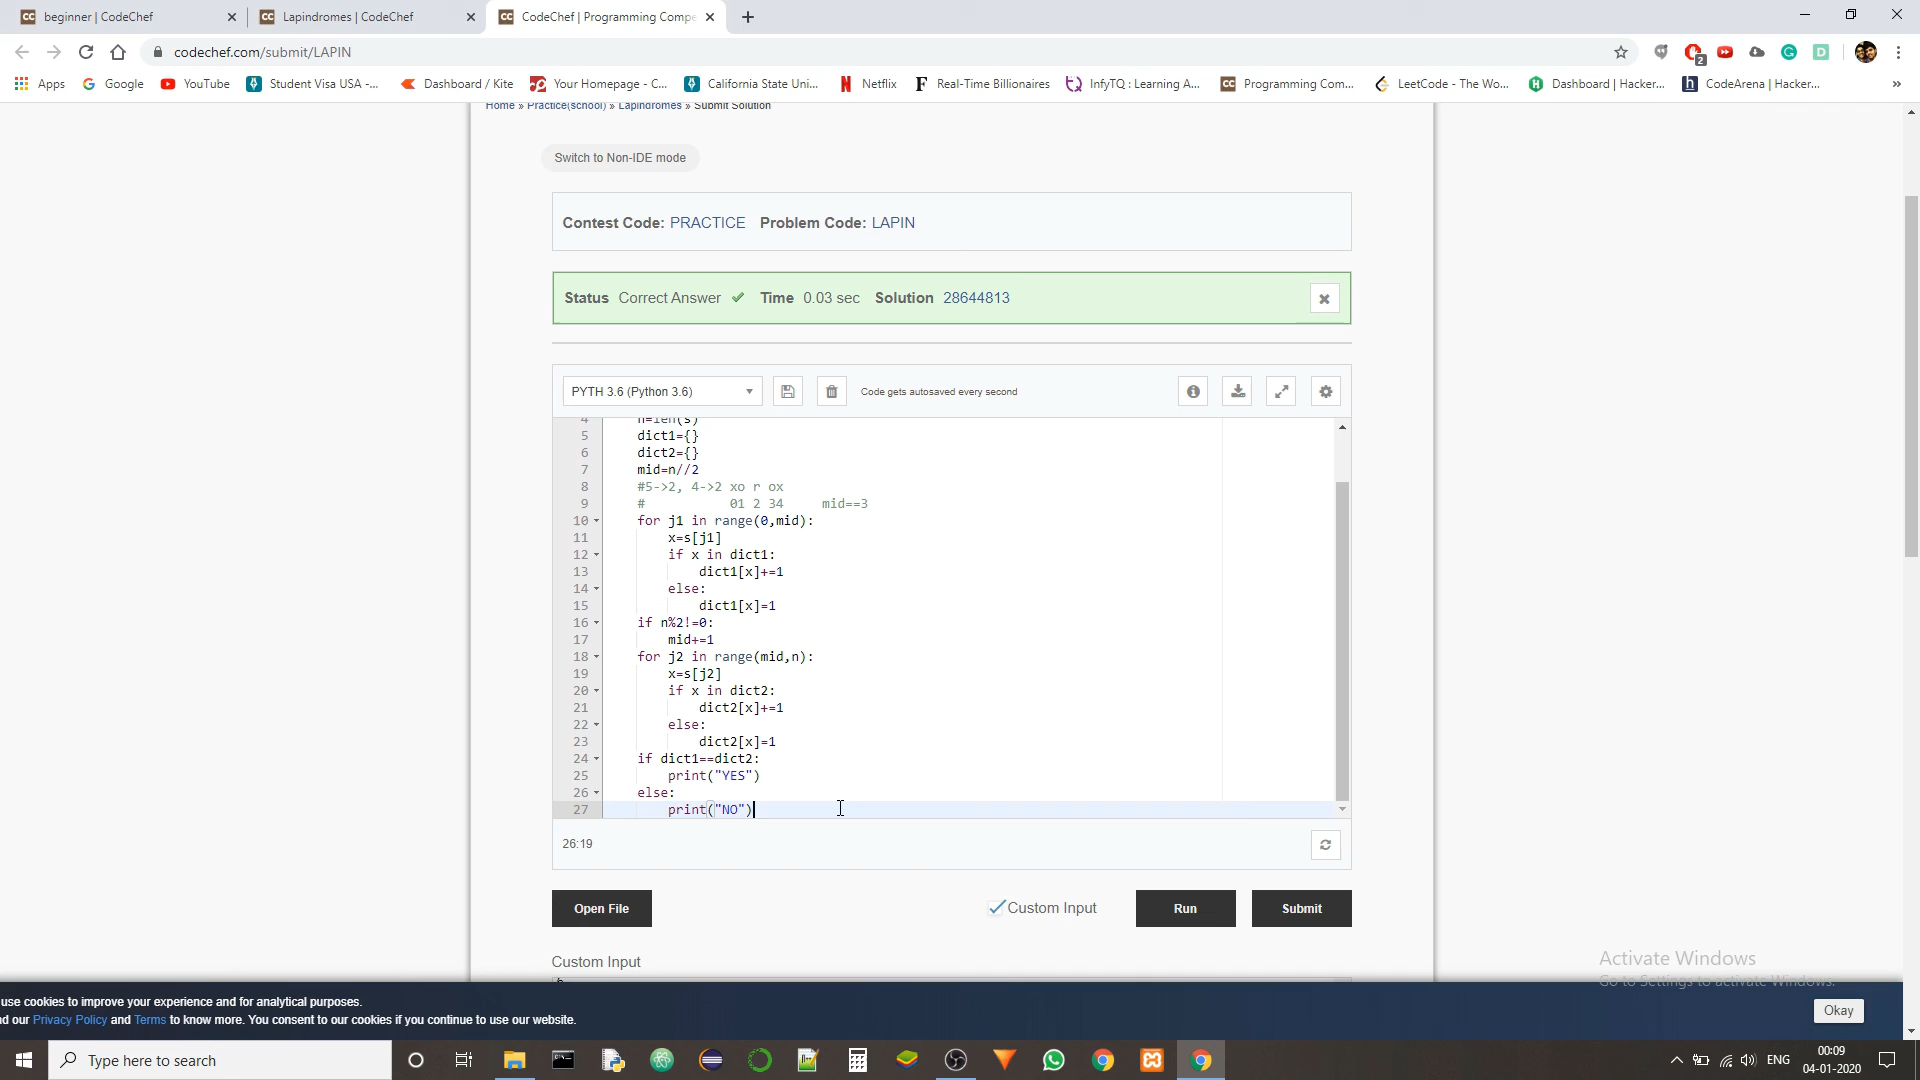 beginner | CodeChef
Lapindromes | CodeChef
CodeChef | Programming Compe
codechef.com/submit/LAPIN
2
Apps
Google
YouTube
Student Visa USA -...
Dashboard / Kite
Your Homepage - C...
California State Uni...
Netflix
Real-Time Billionaires
InfyTQ : Learning A...
Programming Com...
LeetCode - The Wo...
Dashboard | Hacker...
CodeArena | Hacker...
»
Home » Practice(school) » Lapindromes » Submit Solution
Switch to Non-IDE mode
Contest Code: PRACTICE Problem Code: LAPIN
Status Correct Answer Time 0.03 sec Solution 28644813
PYTH 3.6 (Python 3.6)
Code gets autosaved every second
4 n=len(s)
5 dict1={}
6 dict2={}
7 mid=n//2
8 #5->2, 4->2 xo r ox
9 # 01 2 34 mid==3
10 for j1 in range(0,mid):
11 x=s[j1]
12 if x in dict1:
13 dict1[x]+=1
14 else:
15 dict1[x]=1
16 if n%2!=0:
17 mid+=1
18 for j2 in range(mid,n):
19 x=s[j2]
20 if x in dict2:
21 dict2[x]+=1
22 else:
23 dict2[x]=1
24 if dict1==dict2:
25 print("YES")
26 else:
27 print("NO")
26:19
Open File
Custom Input
Run
Submit
Custom Input
Activate Windows
Go to Settings to activate Windows.
use cookies to improve your experience and for analytical purposes.
d our Privacy Policy and Terms to know more. You consent to our cookies if you continue to use our website.
Okay
Type here to search
ENG
00:09
04-01-2020